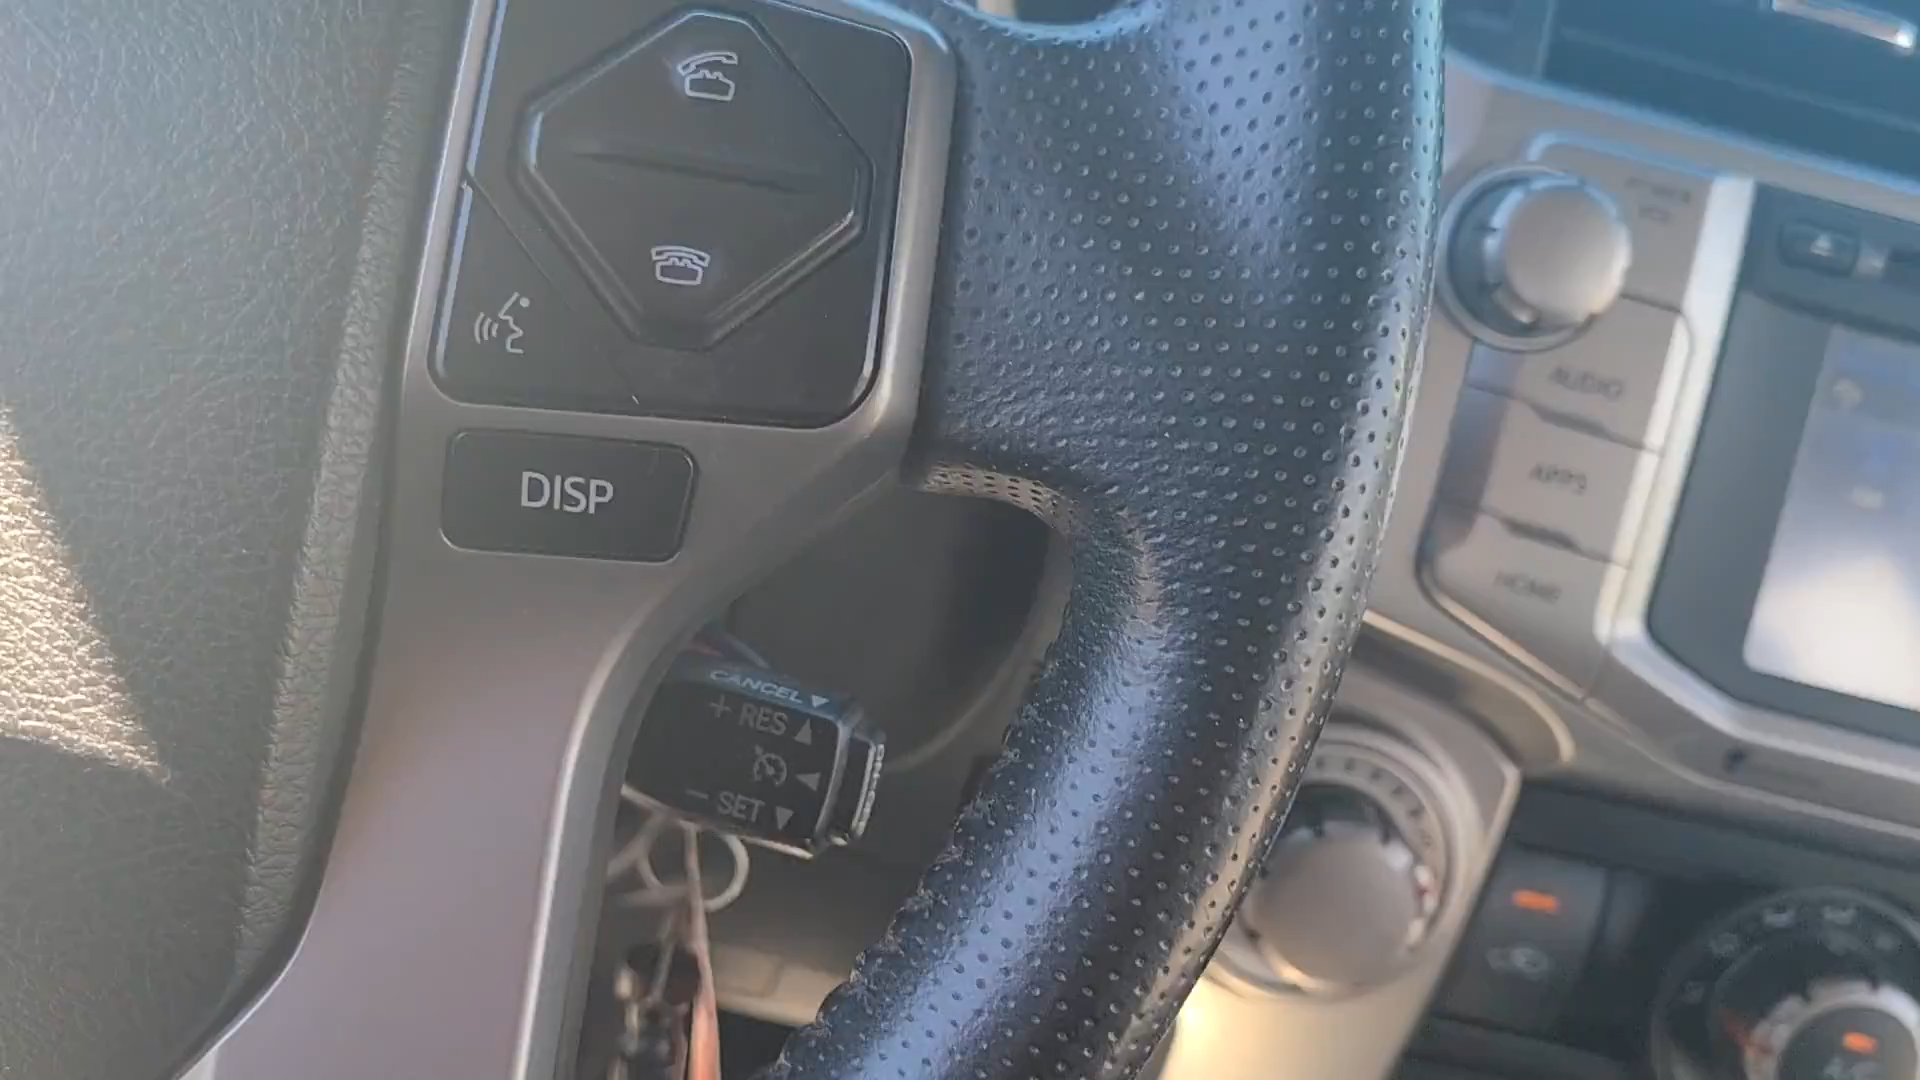 DISP
CANCEL
+ RES
- SET
AUDIO
APPS
HOME